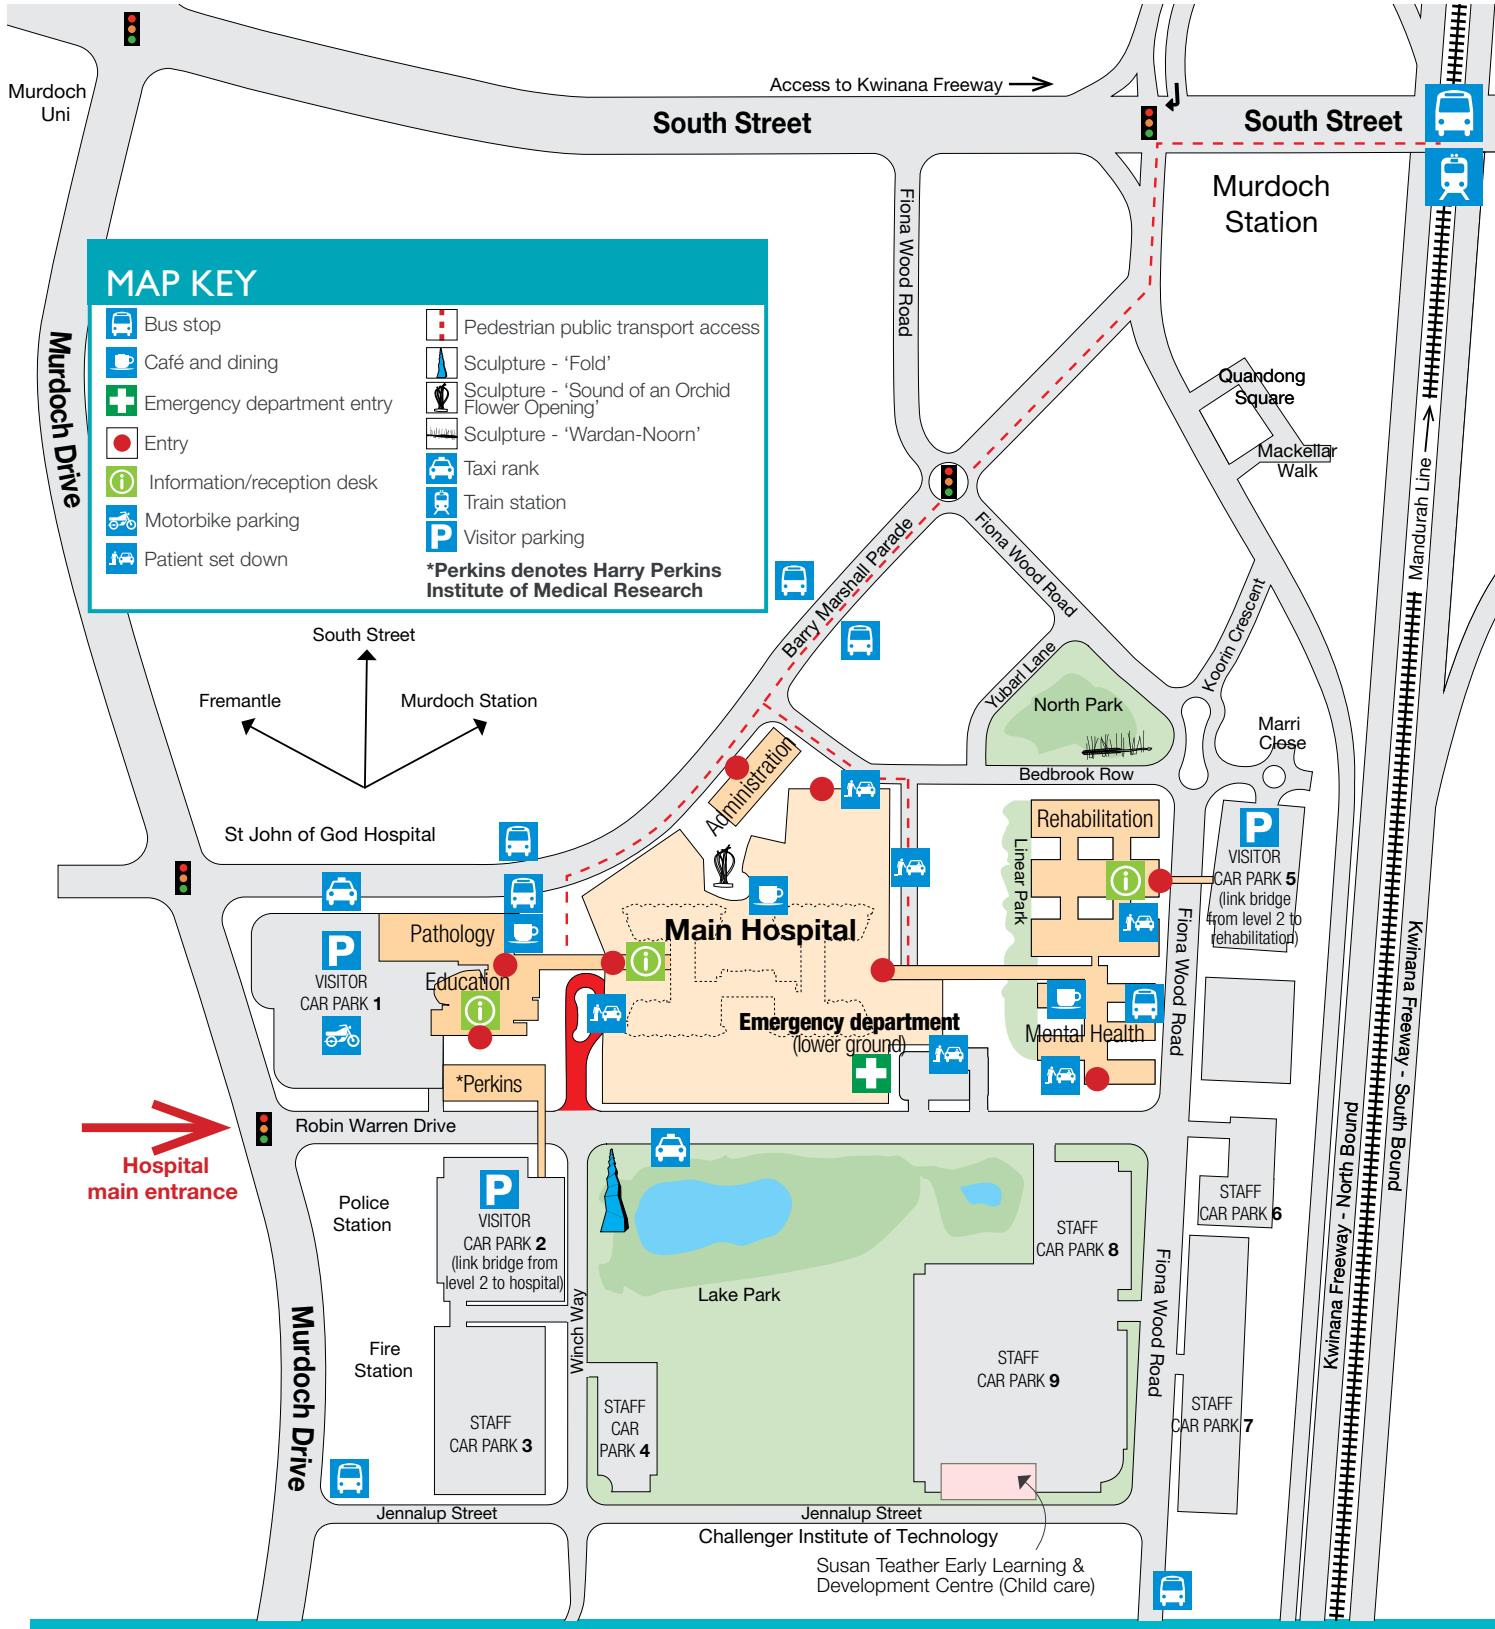 Murdoch
Uni
Access to Kwinana Freeway
South Street
South Street
Murdoch
Station
Fiona Wood Road
MAP KEY
Bus stop
Café and dining
Emergency department entry
Entry
Information/reception desk
Motorbike parking
Patient set down
Pedestrian public transport access
Sculpture - ‘Fold’
Sculpture - ‘Sound of an Orchid
Flower Opening’
Sculpture - ‘Wardan-Noorn’
Taxi rank
Train station
P Visitor parking
*Perkins denotes Harry Perkins
Institute of Medical Research
Murdoch Drive
Quandong
Square
Mackellar
Walk
Mandurah Line
Barry Marshall Parade
Fiona Wood Road
Koorin Crescent
Yubarl Lane
South Street
Fremantle
Murdoch Station
North Park
Marri
Close
Bedbrook Row
Administration
St John of God Hospital
Rehabilitation
Linear Park
P
VISITOR
CAR PARK 5
(link bridge
from level 2 to
rehabilitation)
Main Hospital
Pathology
Education
P
VISITOR
CAR PARK 1
Fiona Wood Road
Kwinana Freeway - South Bound
Emergency department
(lower ground)
Mental Health
*Perkins
Robin Warren Drive
Hospital
main entrance
Kwinana Freeway - North Bound
Police
Station
P
VISITOR
CAR PARK 2
(link bridge from
level 2 to hospital)
STAFF
CAR PARK 6
STAFF
CAR PARK 8
Lake Park
Winch Way
Fiona Wood Road
Murdoch Drive
Fire
Station
STAFF
CAR PARK 9
STAFF
CAR PARK 3
STAFF
CAR
PARK 4
STAFF
CAR PARK 7
Jennalup Street
Jennalup Street
Challenger Institute of Technology
Susan Teather Early Learning &
Development Centre (Child care)